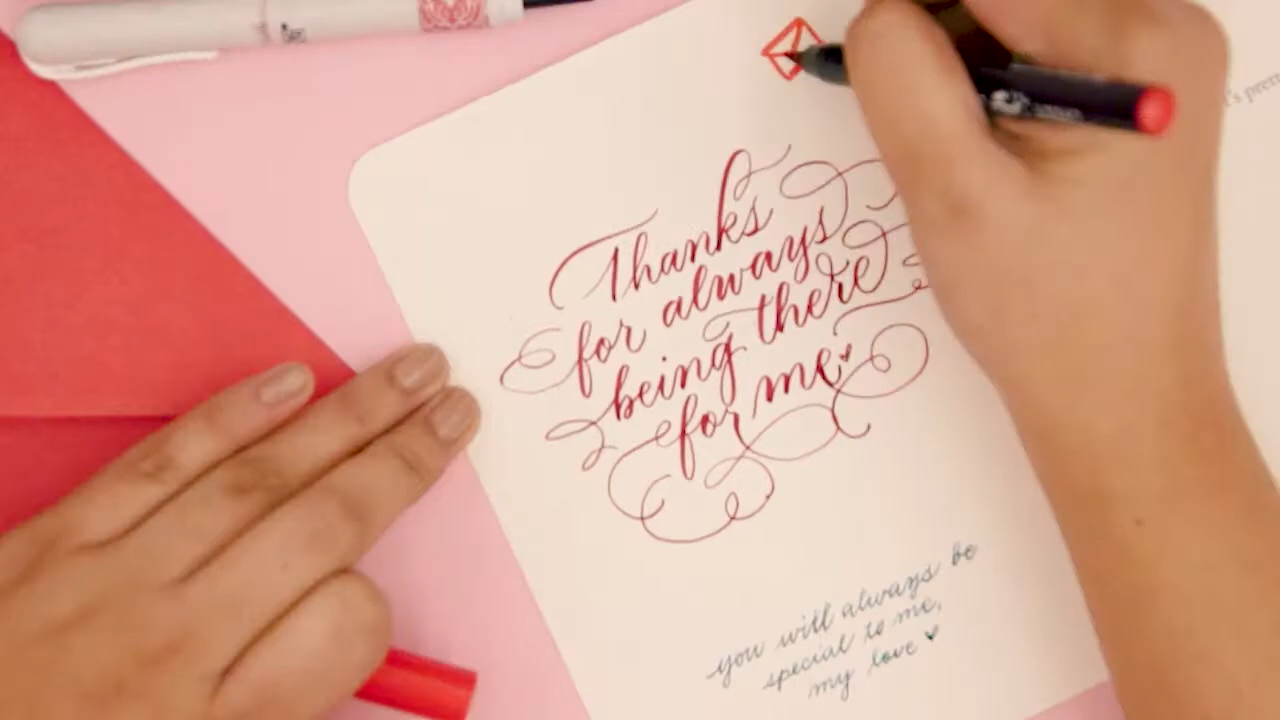 Thanks
for always
being there
for me
you will always be
special to me,
my love